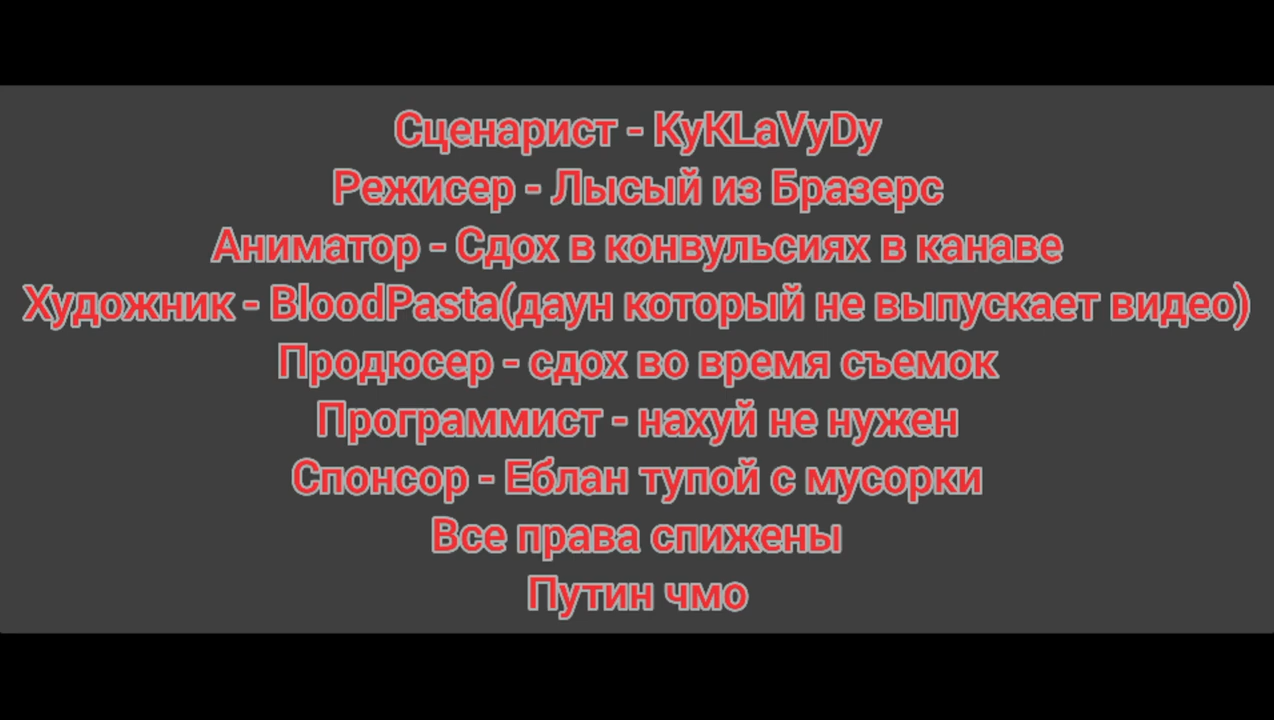 Сценарист - KyKLaVyDy
Режисер - Лысый из Бразерс
Аниматор - Сдох в конвульсиях в канаве
Художник - BloodPasta(даун который не выпускает видео)
Продюсер - сдох во время съемок
Программист - нахуй не нужен
Спонсор - Еблан тупой с мусорки
Все права спижены
Путин чмо